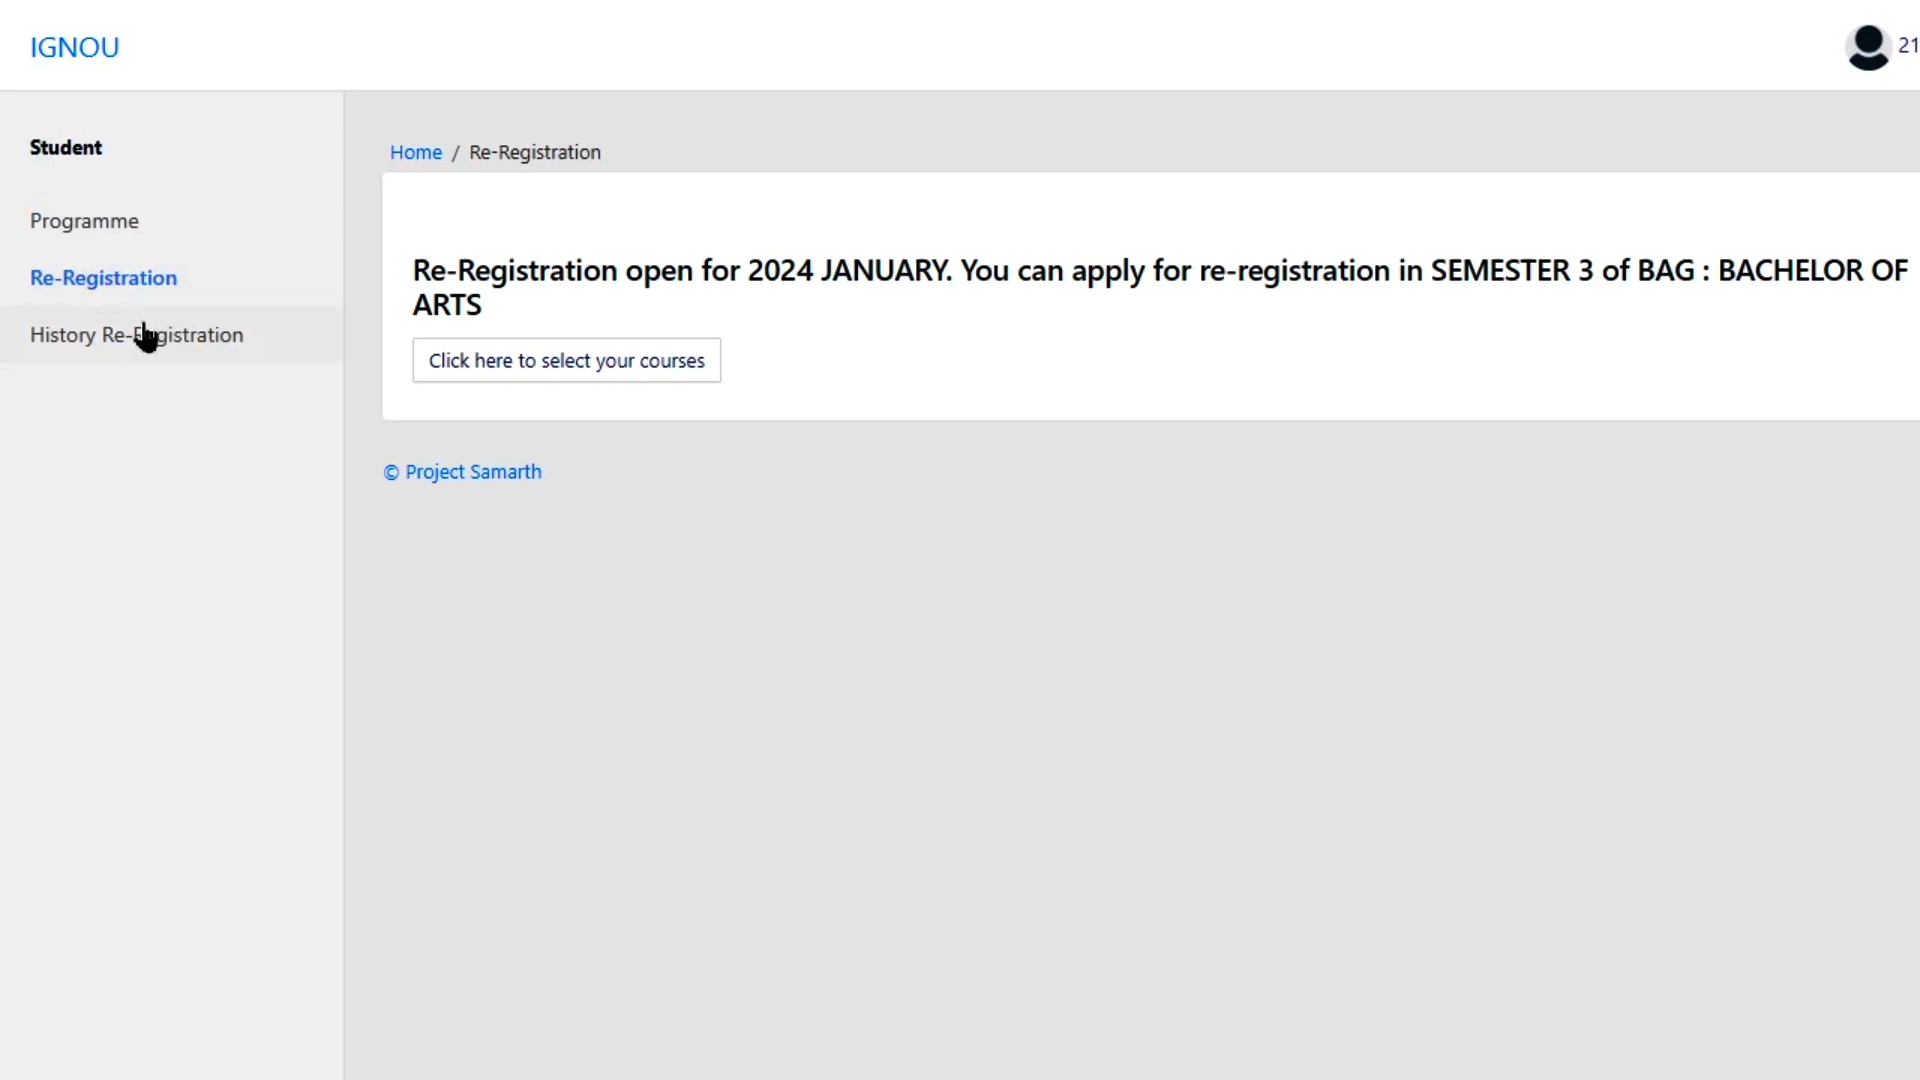 IGNOU
21
Student
Programme
Re-Registration
History Re-Registration
Home / Re-Registration
Re-Registration open for 2024 JANUARY. You can apply for re-registration in SEMESTER 3 of BAG : BACHELOR OF
ARTS
Click here to select your courses
© Project Samarth